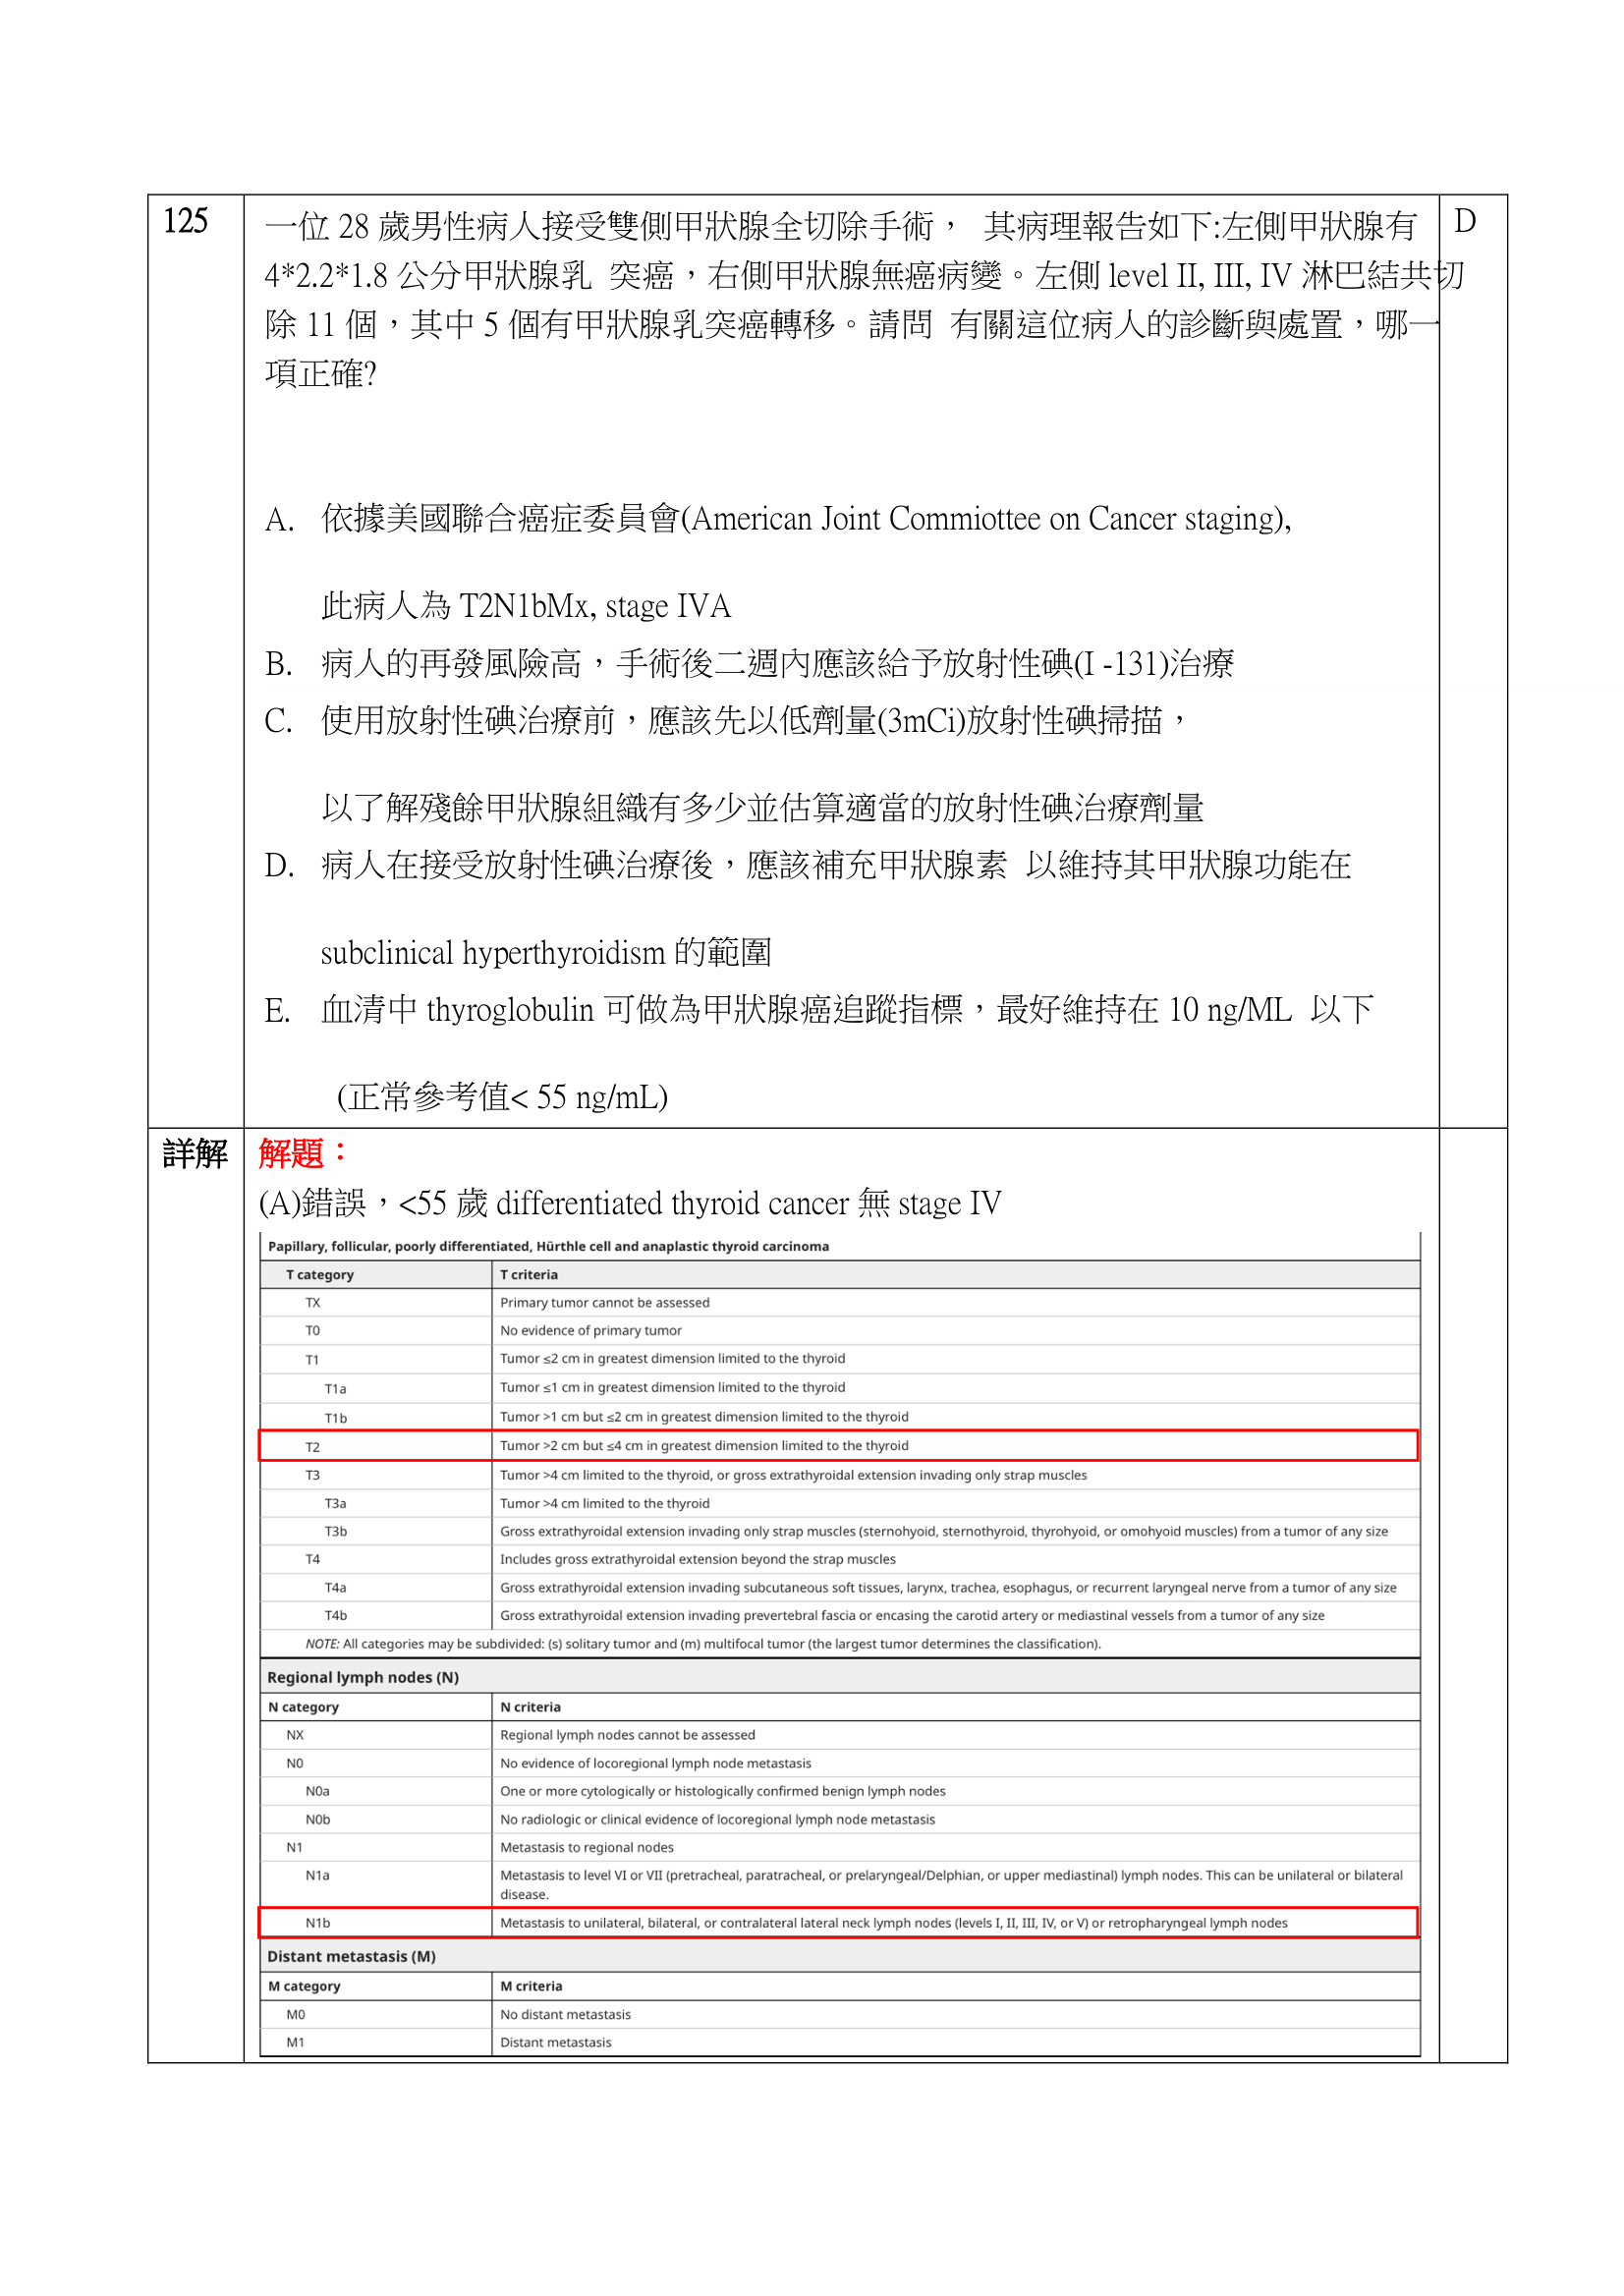 125
一位 28 歲男性病人接受雙側甲狀腺全切除手術， 其病理報告如下:左側甲狀腺有
4*2.2*1.8 公分甲狀腺乳 突癌，右側甲狀腺無癌病變。左側 level II, III, IV 淋巴結共切
除 11 個，其中 5 個有甲狀腺乳突癌轉移。請問 有關這位病人的診斷與處置，哪一
項正確?
D
A. 依據美國聯合癌症委員會(American Joint Commiottee on Cancer staging),
此病人為 T2N1bMx, stage IVA
B. 病人的再發風險高，手術後二週內應該給予放射性碘(I -131)治療
C. 使用放射性碘治療前，應該先以低劑量(3mCi)放射性碘掃描，
以了解殘餘甲狀腺組織有多少並估算適當的放射性碘治療劑量
D. 病人在接受放射性碘治療後，應該補充甲狀腺素 以維持其甲狀腺功能在
subclinical hyperthyroidism 的範圍
E. 血清中 thyroglobulin 可做為甲狀腺癌追蹤指標，最好維持在 10 ng/ML 以下
(正常參考值< 55 ng/mL)
詳解
解題：
(A)錯誤，<55 歲 differentiated thyroid cancer 無 stage IV
Papillary, follicular, poorly differentiated, Hürthle cell and anaplastic thyroid carcinoma
T category T criteria
TX Primary tumor cannot be assessed
T0 No evidence of primary tumor
T1 Tumor ≤2 cm in greatest dimension limited to the thyroid
T1a Tumor ≤1 cm in greatest dimension limited to the thyroid
T1b Tumor >1 cm but ≤2 cm in greatest dimension limited to the thyroid
T2 Tumor >2 cm but ≤4 cm in greatest dimension limited to the thyroid
T3 Tumor >4 cm limited to the thyroid, or gross extrathyroidal extension invading only strap muscles
T3a Tumor >4 cm limited to the thyroid
T3b Gross extrathyroidal extension invading only strap muscles (sternohyoid, sternothyroid, thyrohyoid, or omohyoid muscles) from a tumor of any size
T4 Includes gross extrathyroidal extension beyond the strap muscles
T4a Gross extrathyroidal extension invading subcutaneous soft tissues, larynx, trachea, esophagus, or recurrent laryngeal nerve from a tumor of any size
T4b Gross extrathyroidal extension invading prevertebral fascia or encasing the carotid artery or mediastinal vessels from a tumor of any size
NOTE: All categories may be subdivided: (s) solitary tumor and (m) multifocal tumor (the largest tumor determines the classification).
Regional lymph nodes (N)
N category N criteria
NX Regional lymph nodes cannot be assessed
N0 No evidence of locoregional lymph node metastasis
N0a One or more cytologically or histologically confirmed benign lymph nodes
N0b No radiologic or clinical evidence of locoregional lymph node metastasis
N1 Metastasis to regional nodes
N1a Metastasis to level VI or VII (pretracheal, paratracheal, or prelaryngeal/Delphian, or upper mediastinal) lymph nodes. This can be unilateral or bilateral
disease.
N1b Metastasis to unilateral, bilateral, or contralateral lateral neck lymph nodes (levels I, II, III, IV, or V) or retropharyngeal lymph nodes
Distant metastasis (M)
M category M criteria
M0 No distant metastasis
M1 Distant metastasis